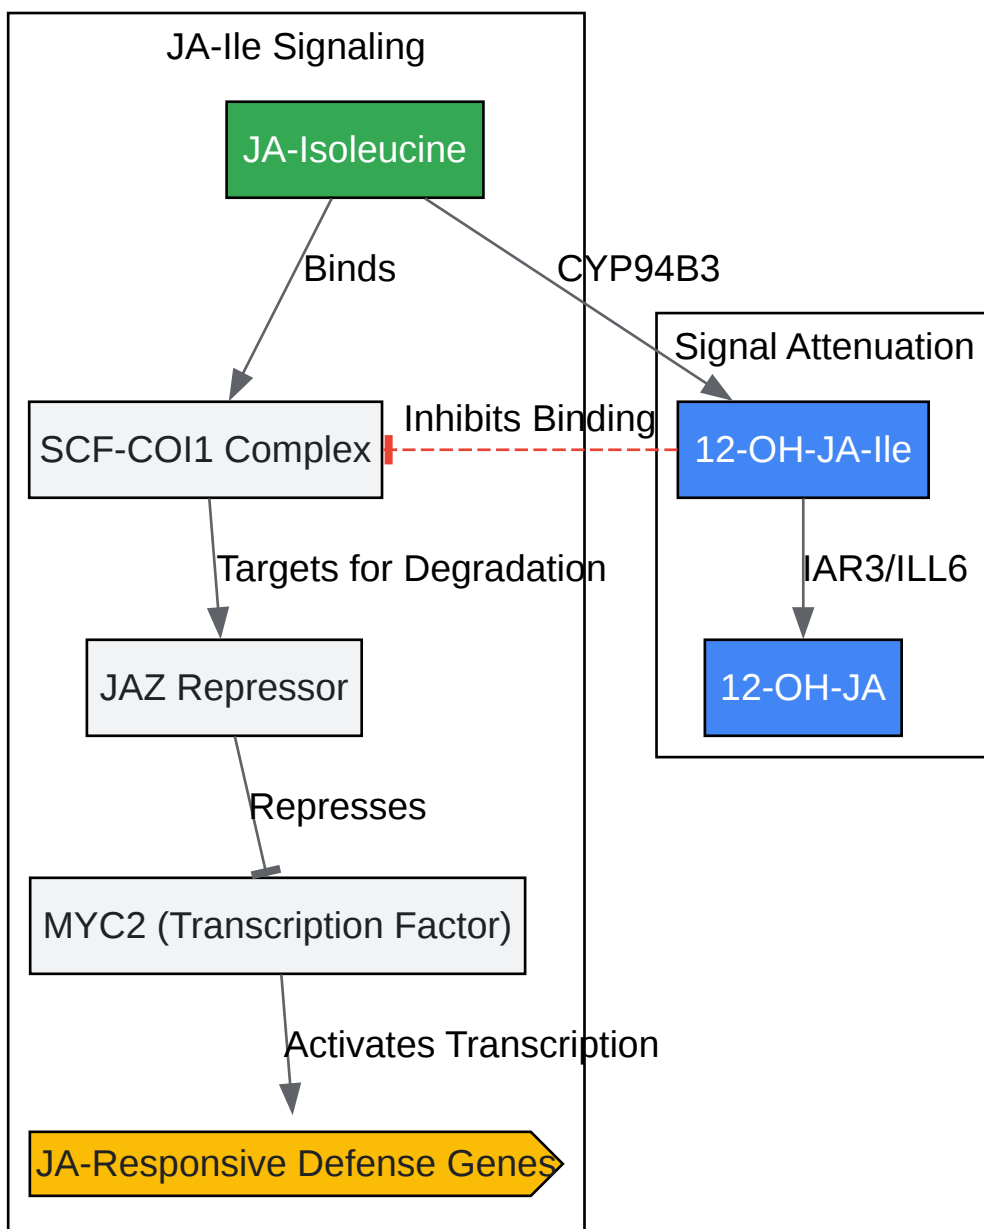 JA-Ile Signaling
JA-Isoleucine
Binds
CYP94B3
Signal Attenuation
SCF-COI1 Complex
Inhibits Binding
12-OH-JA-Ile
Targets for Degradation
IAR3/ILL6
JAZ Repressor
12-OH-JA
Represses
MYC2 (Transcription Factor)
Activates Transcription
JA-Responsive Defense Genes